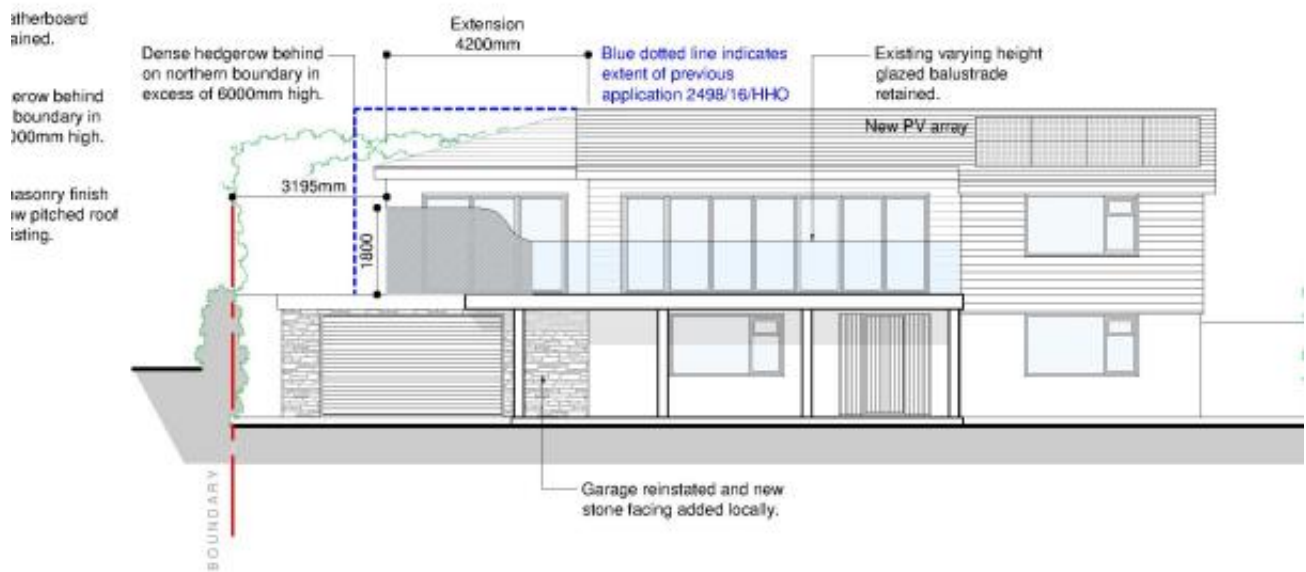 atherboard
ained.
Extension
4200mm
Dense hedgerow behind
on northern boundary in
excess of 6000mm high.
Blue dotted line indicates
extent of previous
application 2498/16/HHO
Existing varying height
glazed balustrade
retained.
erow behind
boundary in
000mm high.
New PV array
3195mm
asonry finish
w pitched roof
isting.
1800
Garage reinstated and new
stone facing added locally.
BOUNDARY